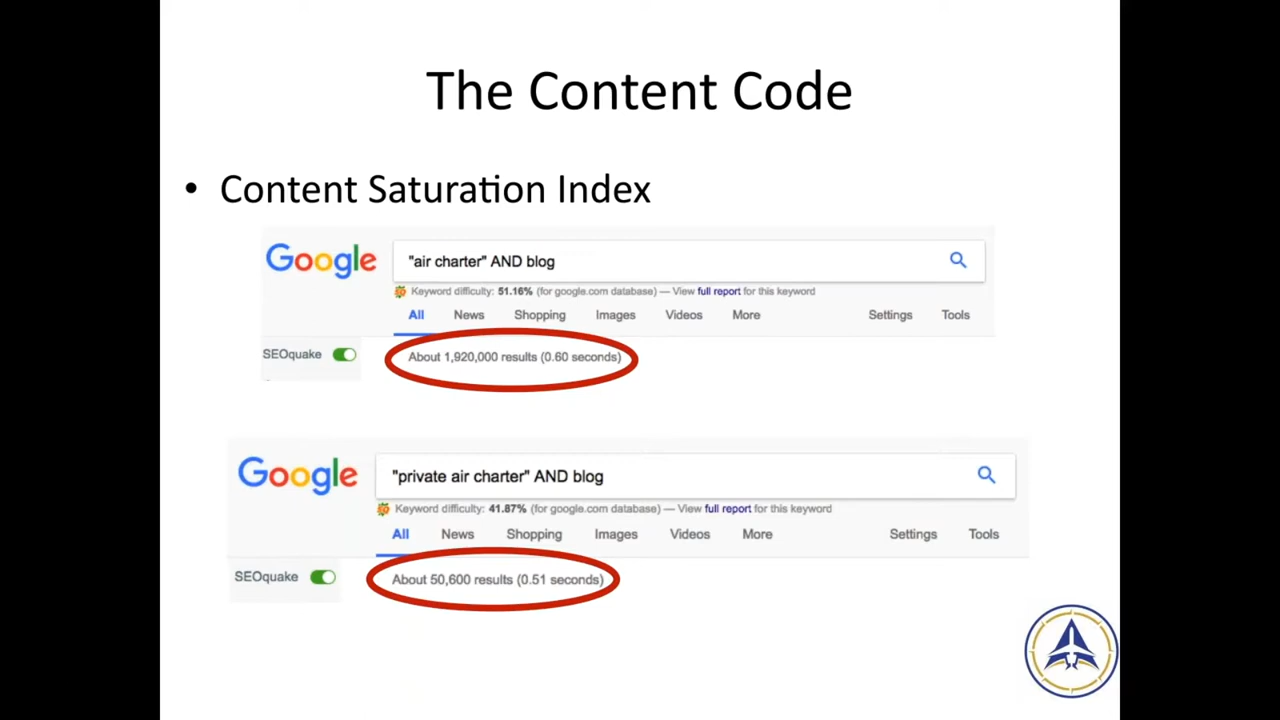 The Content Code
• Content Saturation Index
Google
"air charter" AND blog
Keyword difficulty: 51.16% (for google.com database) — View full report for this keyword
All News Shopping Images Videos More Settings Tools
SEOquake
About 1,920,000 results (0.60 seconds)
Google
"private air charter" AND blog
Keyword difficulty: 41.87% (for google.com database) — View full report for this keyword
All News Shopping Images Videos More Settings Tools
SEOquake
About 50,600 results (0.51 seconds)